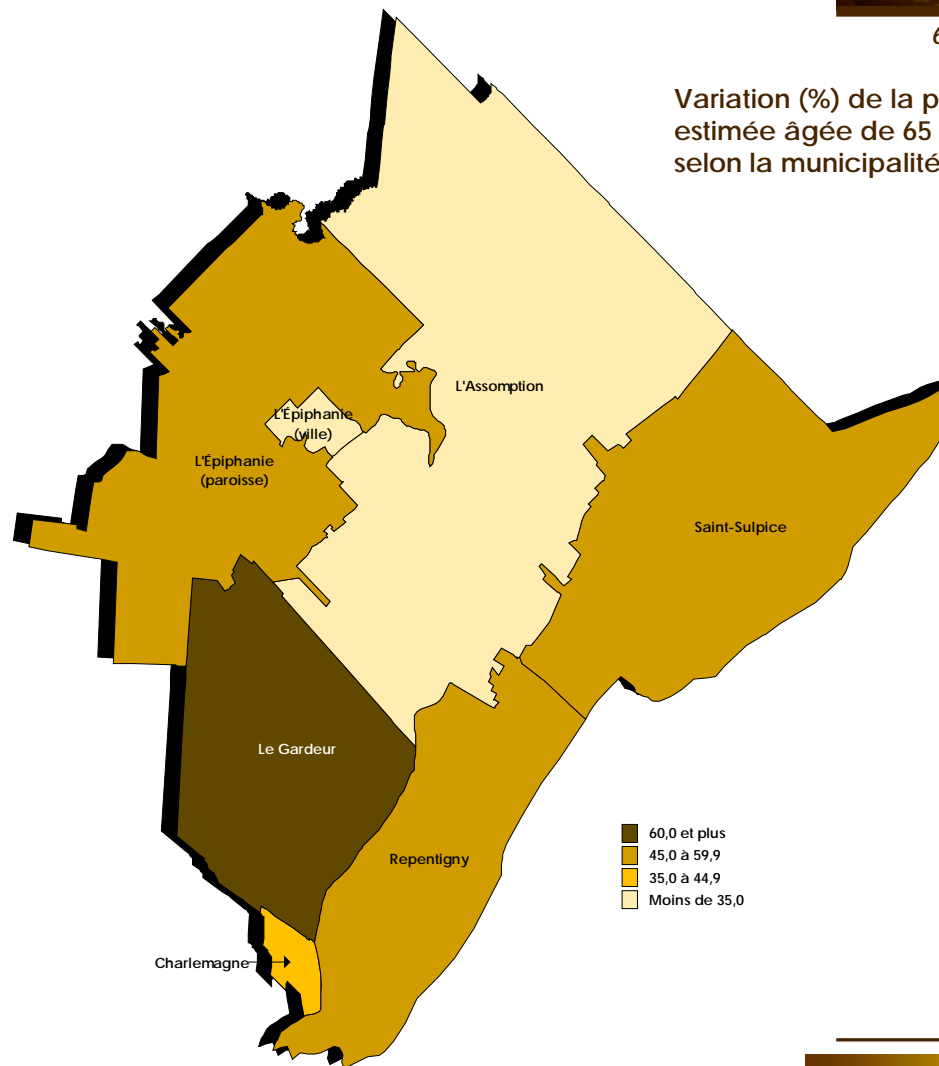 Variation (%) de la
estimée âgée de 65
selon la municipalité
L'Assomption
L'Épiphanie
(ville)
L'Épiphanie
(paroisse)
Saint-Sulpice
Le Gardeur
60,0 et plus
45,0 à 59,9
35,0 à 44,9
Moins de 35,0
Repentigny
Charlemagne